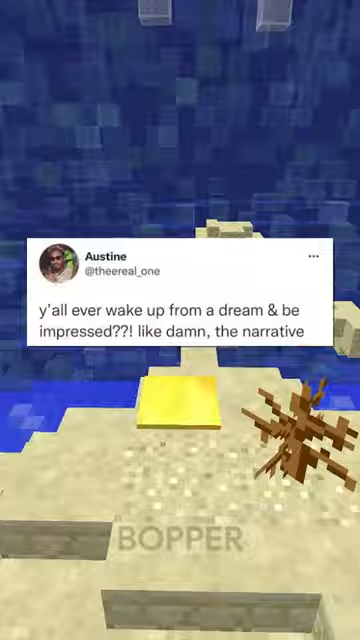 Austine
@theereal_one
y'all ever wake up from a dream & be
impressed??! like damn, the narrative
BOPPER